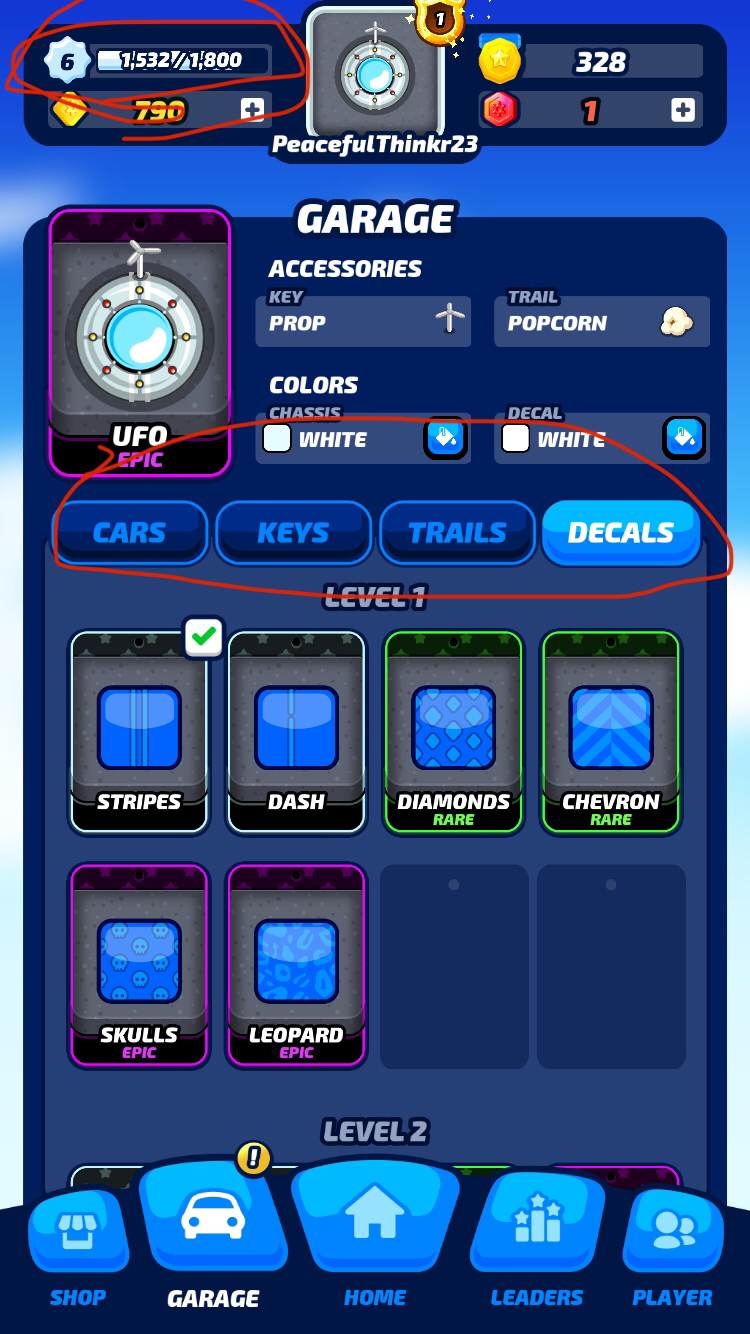 1
6 1,532/1,800 328
790 1
PeacefulThinkr23
GARAGE
ACCESSORIES
KEY TRAIL
PROP POPCORN
COLORS
CHASSIS DECAL
WHITE WHITE
UFO
EPIC
CARS KEYS TRAILS DECALS
LEVEL 1
STRIPES DASH DIAMONDS CHEVRON
RARE RARE
SKULLS LEOPARD
EPIC EPIC
LEVEL 2
!
SHOP GARAGE HOME LEADERS PLAYER